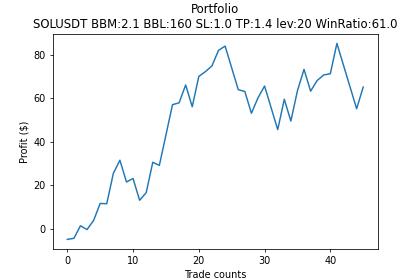 Portfolio
SOLUSDT BBM:2.1 BBL:160 SL:1.0 TP:1.4 lev:20 WinRatio:61.0
80
60
40
20
0
Profit ($)
0
10
20
30
40
Trade counts